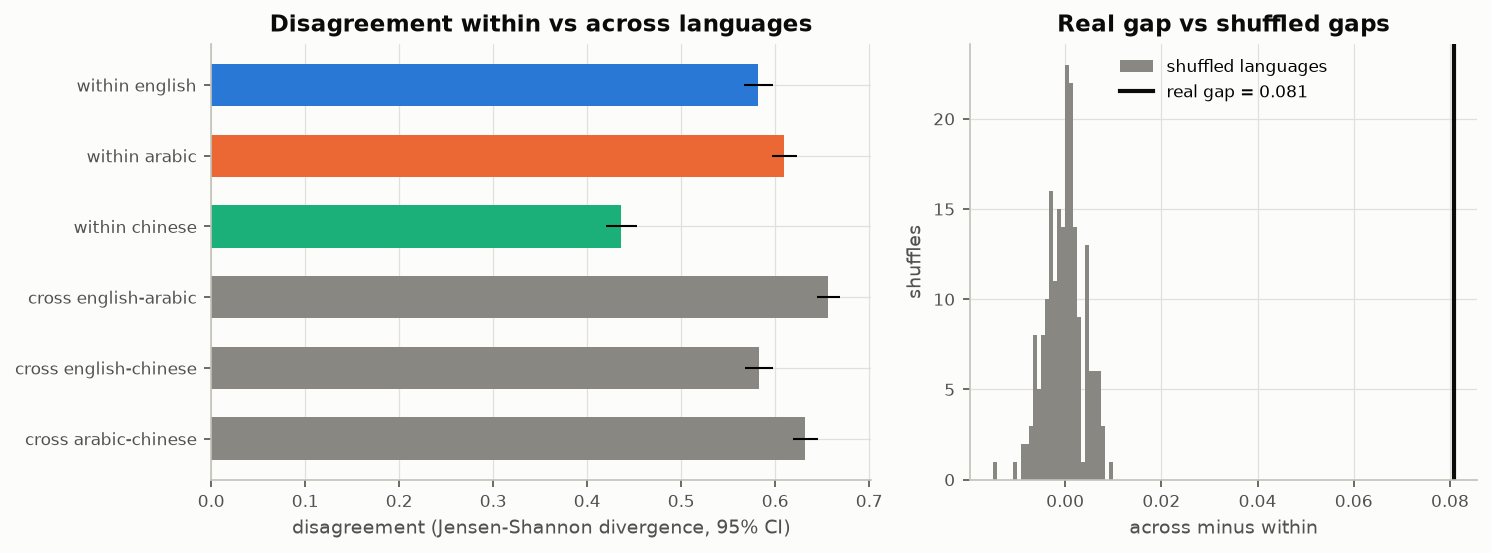 Disagreement within vs across languages
within english
within arabic
within chinese
cross english-arabic
cross english-chinese
cross arabic-chinese
0.0 0.1 0.2 0.3 0.4 0.5 0.6 0.7
disagreement (Jensen-Shannon divergence, 95% CI)
Real gap vs shuffled gaps
shuffled languages
real gap = 0.081
shuffles
20
15
10
5
0
0.00 0.02 0.04 0.06 0.08
across minus within